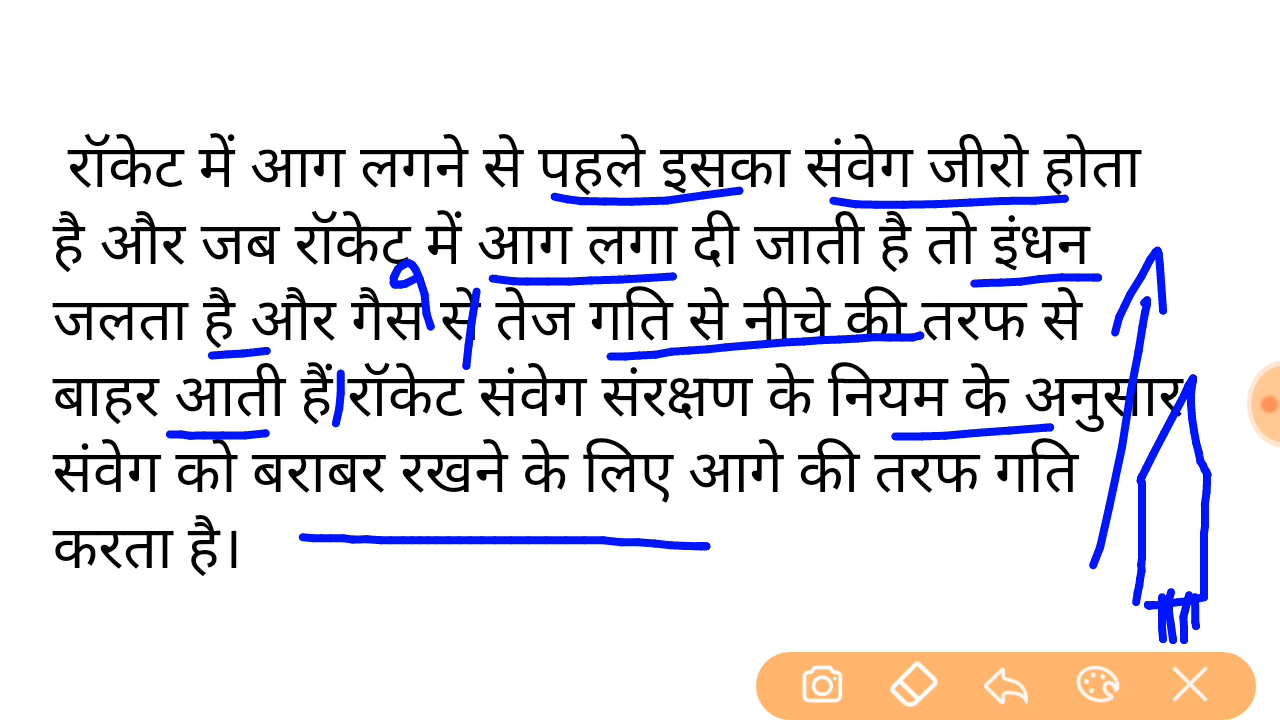 रॉकेट में आग लगने से पहले इसका संवेग जीरो होता
है और जब रॉकेट में आग लगा दी जाती है तो इंधन
जलता है और गैस से तेज गति से नीचे की तरफ से
बाहर आती हैं रॉकेट संवेग संरक्षण के नियम के अनुसार
संवेग को बराबर रखने के लिए आगे की तरफ गति
करता है।